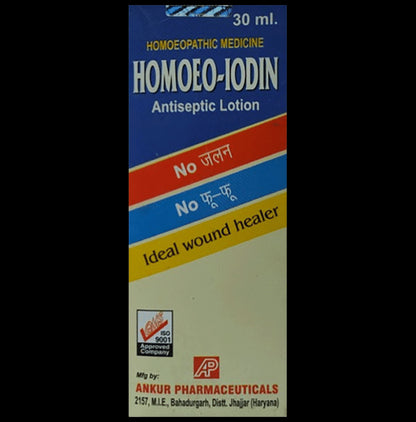 30 ml.
HOMOEOPATHIC MEDICINE
HOMOEO-IODIN
Antiseptic Lotion
No जलन
No फू-फू
Ideal wound healer
ISO
9001
Approved
Company
AP
Mfg by:
ANKUR PHARMACEUTICALS
2157, M.I.E., Bahadurgarh, Distt. Jhajjar (Haryana)